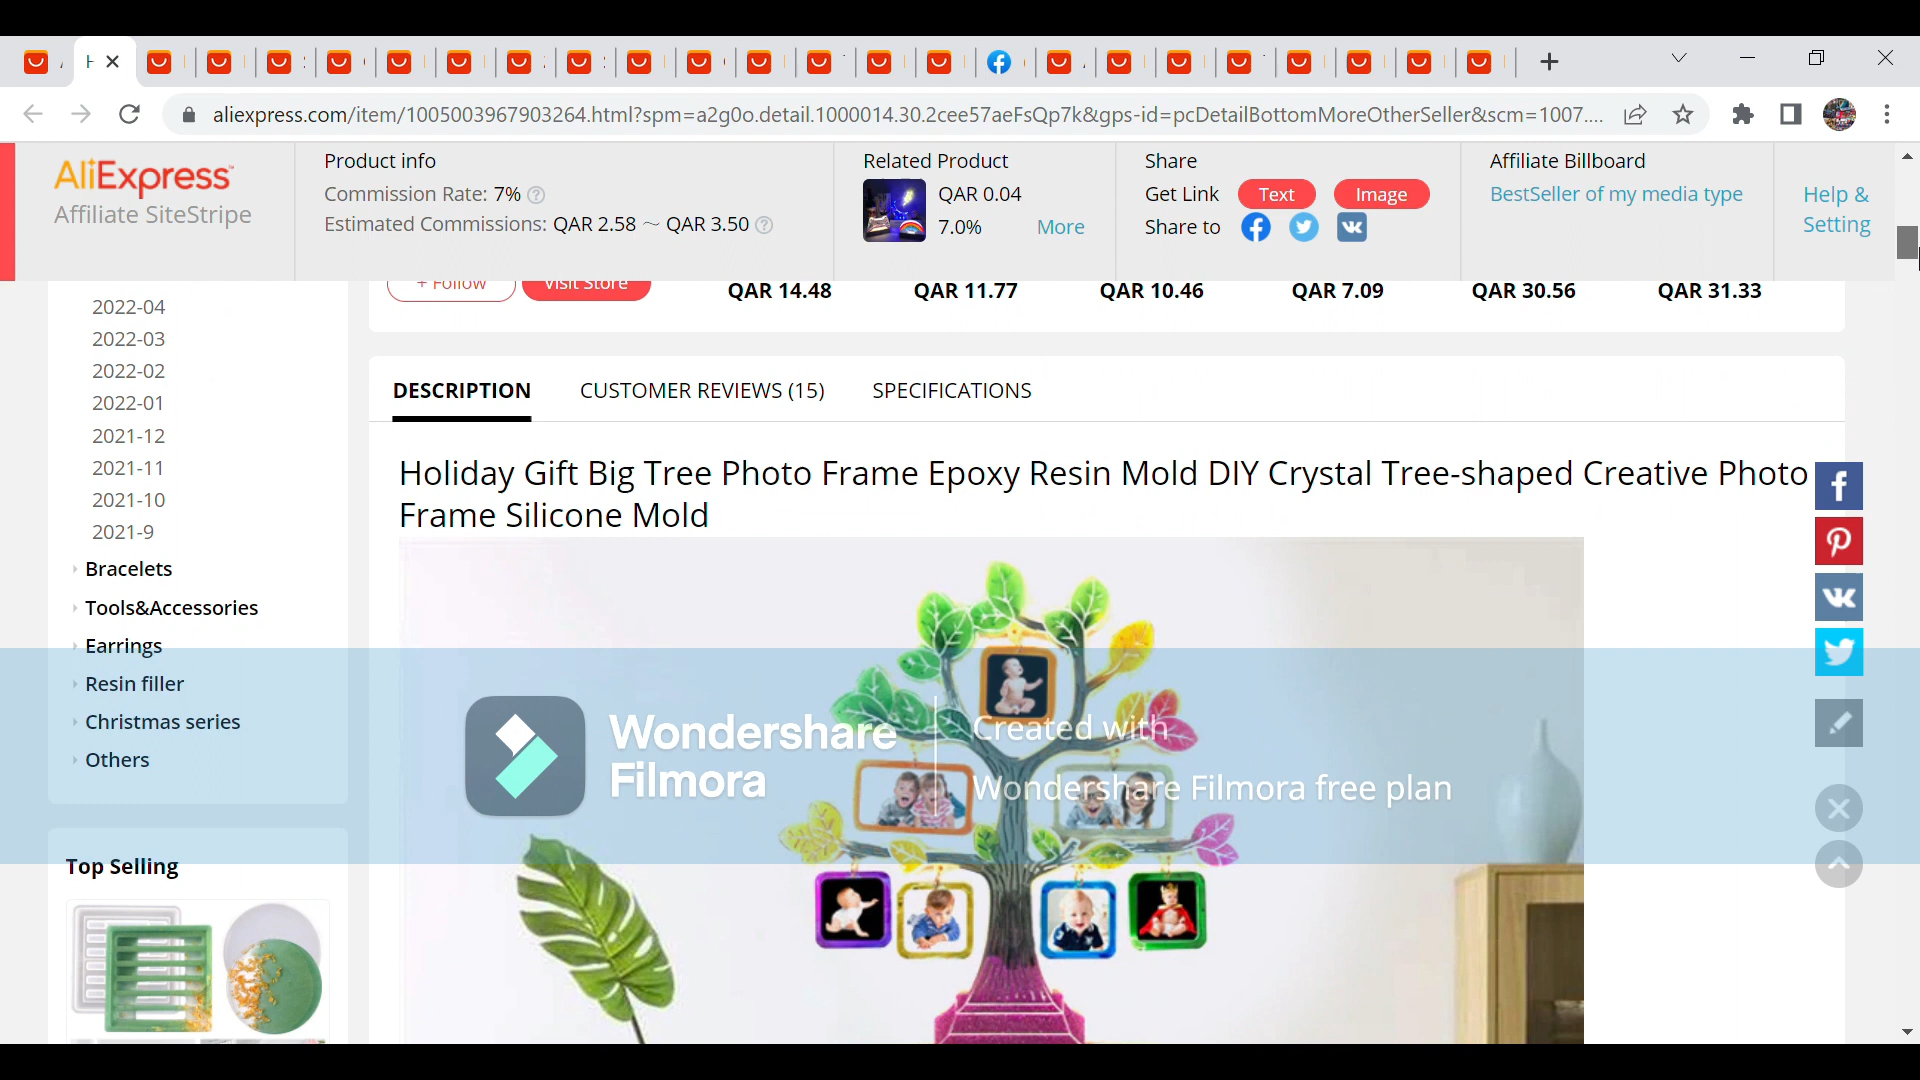 aliexpress.com/item/1005003967903264.html?spm=a2g0o.detail.1000014.30.2cee57aeFsQp7k&gps-id=pcDetailBottomMoreOtherSeller&scm=1007....
AliExpress™
Affiliate SiteStripe
Product info
Commission Rate: 7%
Estimated Commissions: QAR 2.58 ～ QAR 3.50
Related Product
QAR 0.04
7.0%
More
Share
Get Link Text Image
Share to
Affiliate Billboard
BestSeller of my media type
Help &
Setting
+ Follow
Visit Store
QAR 14.48
QAR 11.77
QAR 10.46
QAR 7.09
QAR 30.56
QAR 31.33
2022-04
2022-03
2022-02
2022-01
2021-12
2021-11
2021-10
2021-9
Bracelets
Tools&Accessories
Earrings
Resin filler
Christmas series
Others
Top Selling
DESCRIPTION
CUSTOMER REVIEWS (15)
SPECIFICATIONS
Holiday Gift Big Tree Photo Frame Epoxy Resin Mold DIY Crystal Tree-shaped Creative Photo
Frame Silicone Mold
Wondershare
Filmora
Created with
Wondershare Filmora free plan